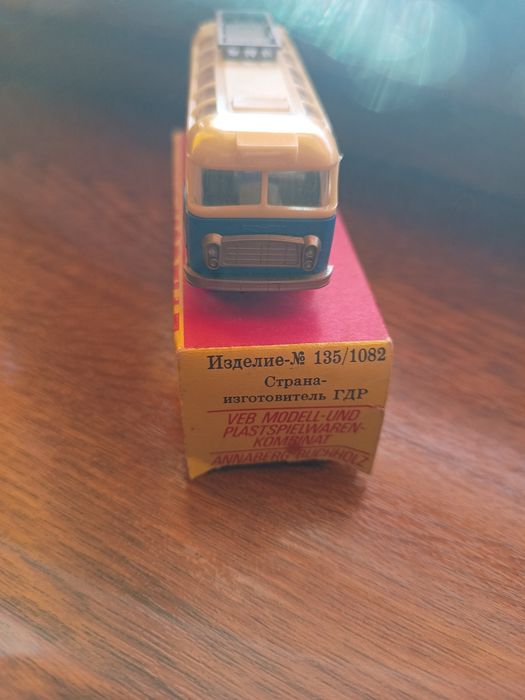 Изделие-№ 135/1082
Страна-
изготовитель ГДР
VEB MODELL-UND
PLASTSPIELWAREN-
KOMBINAT
ANNABERG-BUCHHOLZ